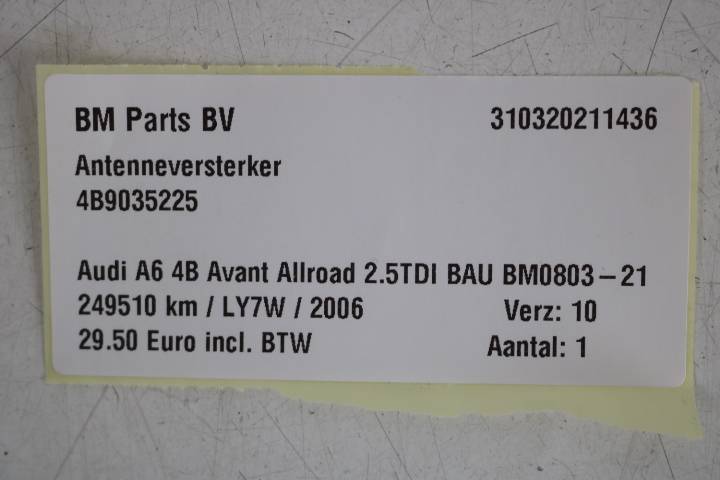 BM Parts BV 310320211436
Antenneversterker
4B9035225
Audi A6 4B Avant Allroad 2.5TDI BAU BM0803-21
249510 km / LY7W / 2006 Verz: 10
29.50 Euro incl. BTW Aantal: 1